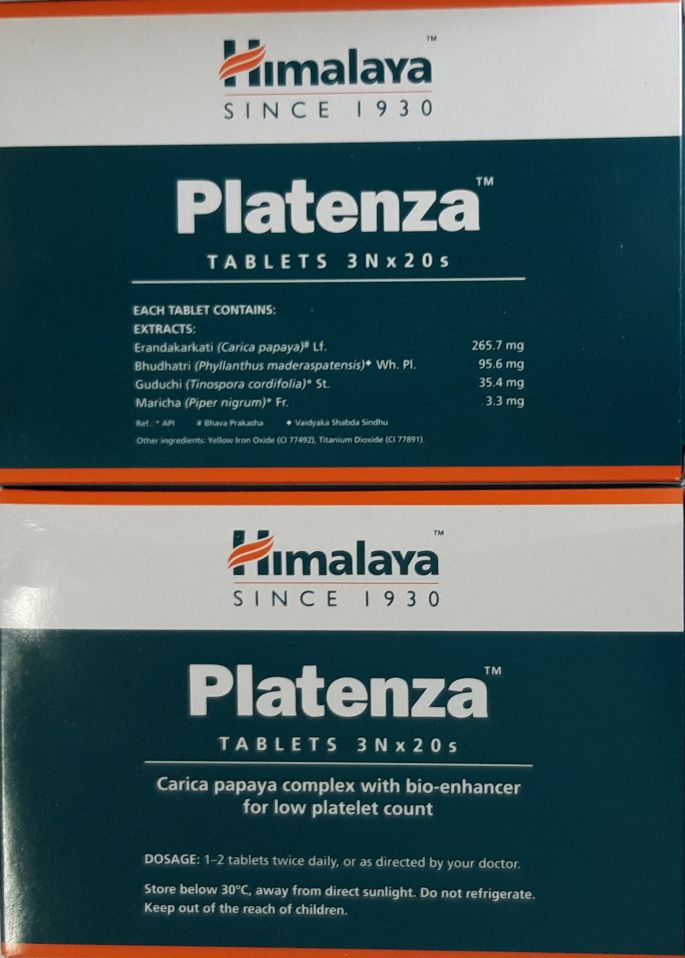 Himalaya™
SINCE 1930
Platenza™
TABLETS 3Nx20s
EACH TABLET CONTAINS:
EXTRACTS:
Erandakarkati (Carica papaya)# Lf. 265.7 mg
Bhudhatri (Phyllanthus maderaspatensis)✦ Wh. Pl. 95.6 mg
Guduchi (Tinospora cordifolia)* St. 35.4 mg
Maricha (Piper nigrum)* Fr. 3.3 mg
Ref.: * API # Bhava Prakasha ✦ Vaidyaka Shabda Sindhu
Other ingredients: Yellow Iron Oxide (CI 77492), Titanium Dioxide (CI 77891).
Himalaya™
SINCE 1930
Platenza™
TABLETS 3Nx20s
Carica papaya complex with bio-enhancer
for low platelet count
DOSAGE: 1–2 tablets twice daily, or as directed by your doctor.
Store below 30°C, away from direct sunlight. Do not refrigerate.
Keep out of the reach of children.